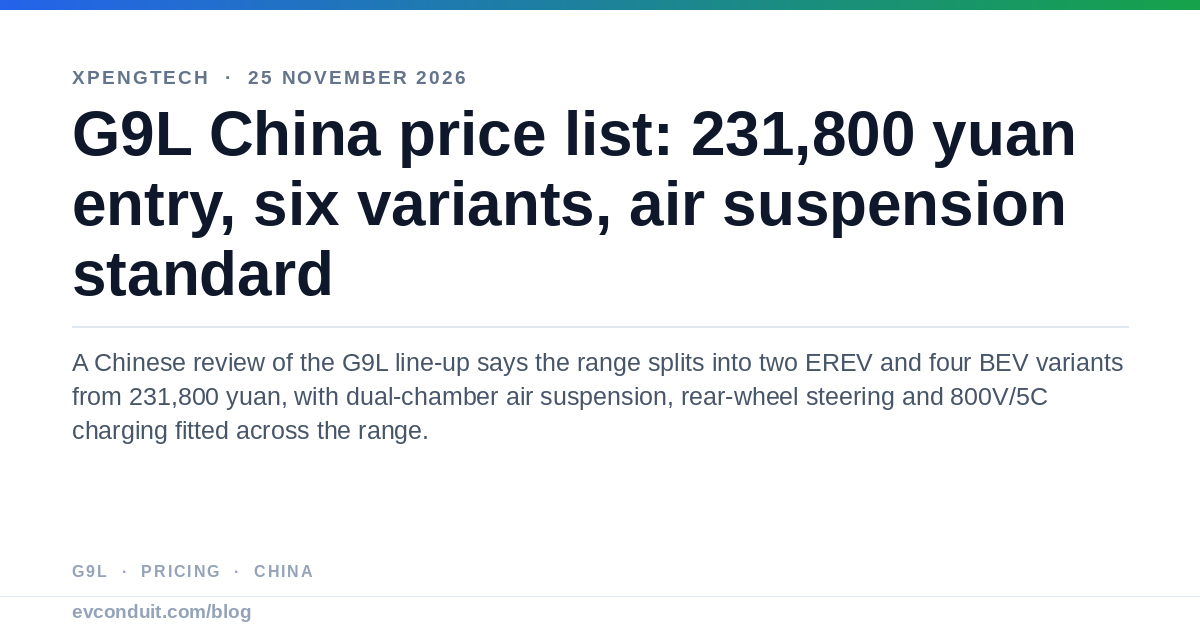 XPENGTECH · 25 NOVEMBER 2026
G9L China price list: 231,800 yuan
entry, six variants, air suspension
standard
A Chinese review of the G9L line-up says the range splits into two EREV and four BEV variants
from 231,800 yuan, with dual-chamber air suspension, rear-wheel steering and 800V/5C
charging fitted across the range.
G9L · PRICING · CHINA
evconduit.com/blog